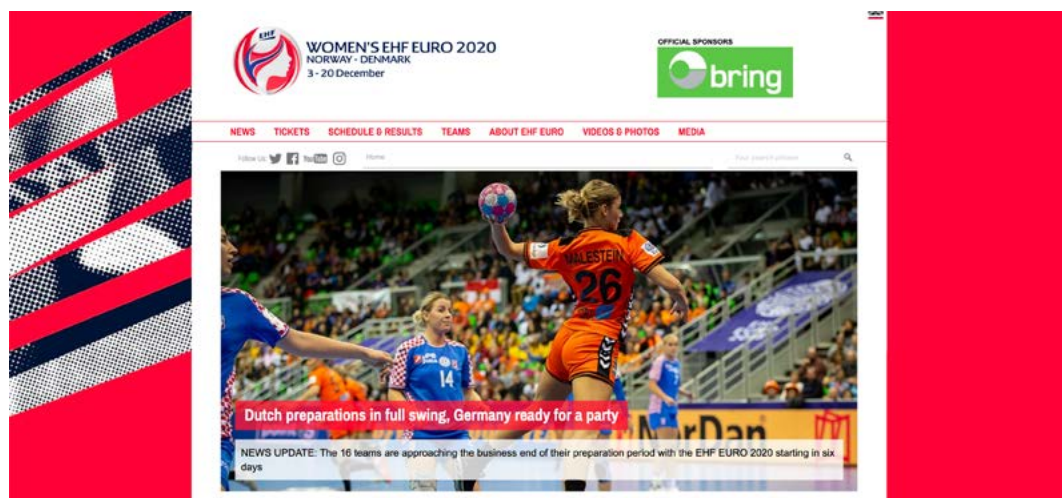 EHF
WOMEN'S EHF EURO 2020
NORWAY - DENMARK
3 - 20 December
OFFICIAL SPONSORS
bring
NEWS TICKETS SCHEDULE & RESULTS TEAMS ABOUT EHF EURO VIDEOS & PHOTOS MEDIA
Follow Us: YouTube Home Your search phrase
MALESTEIN
26
14
Dutch preparations in full swing, Germany ready for a party
NEWS UPDATE: The 16 teams are approaching the business end of their preparation period with the EHF EURO 2020 starting in six
days